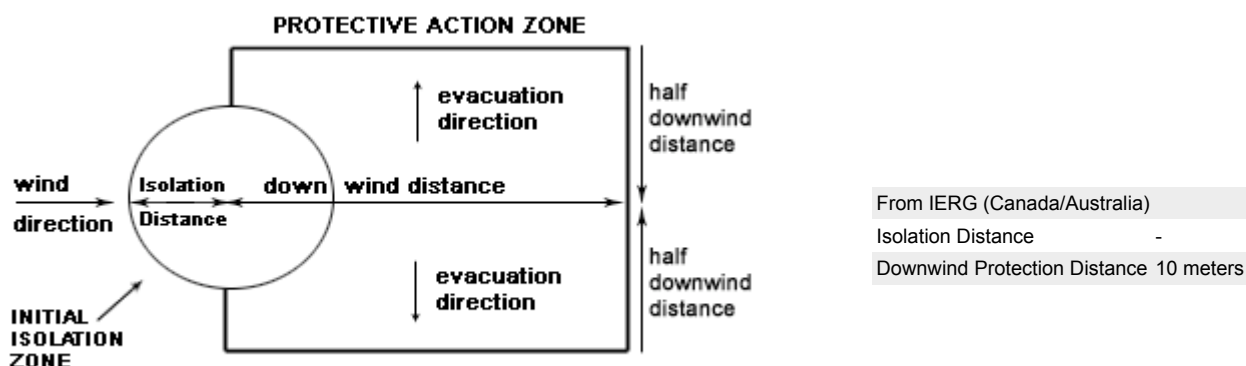 PROTECTIVE ACTION ZONE
evacuation
direction
half
downwind
distance
wind
direction
Isolation
Distance
down wind distance
evacuation
direction
half
downwind
distance
INITIAL
ISOLATION
ZONE
From IERG (Canada/Australia)
Isolation Distance -
Downwind Protection Distance 10 meters